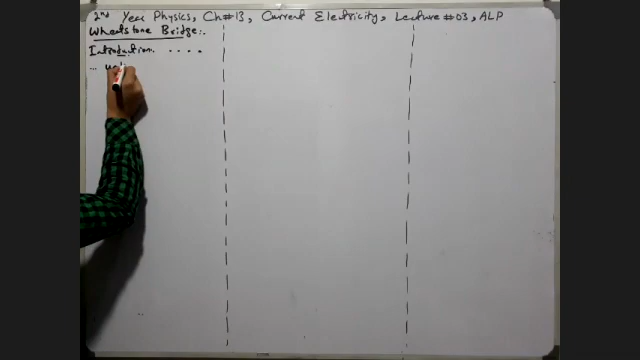 2nd Year Physics, Ch#13, Current Electricity, Lecture #03, ALP
Wheatstone Bridge:.
Introduction:. ....
...